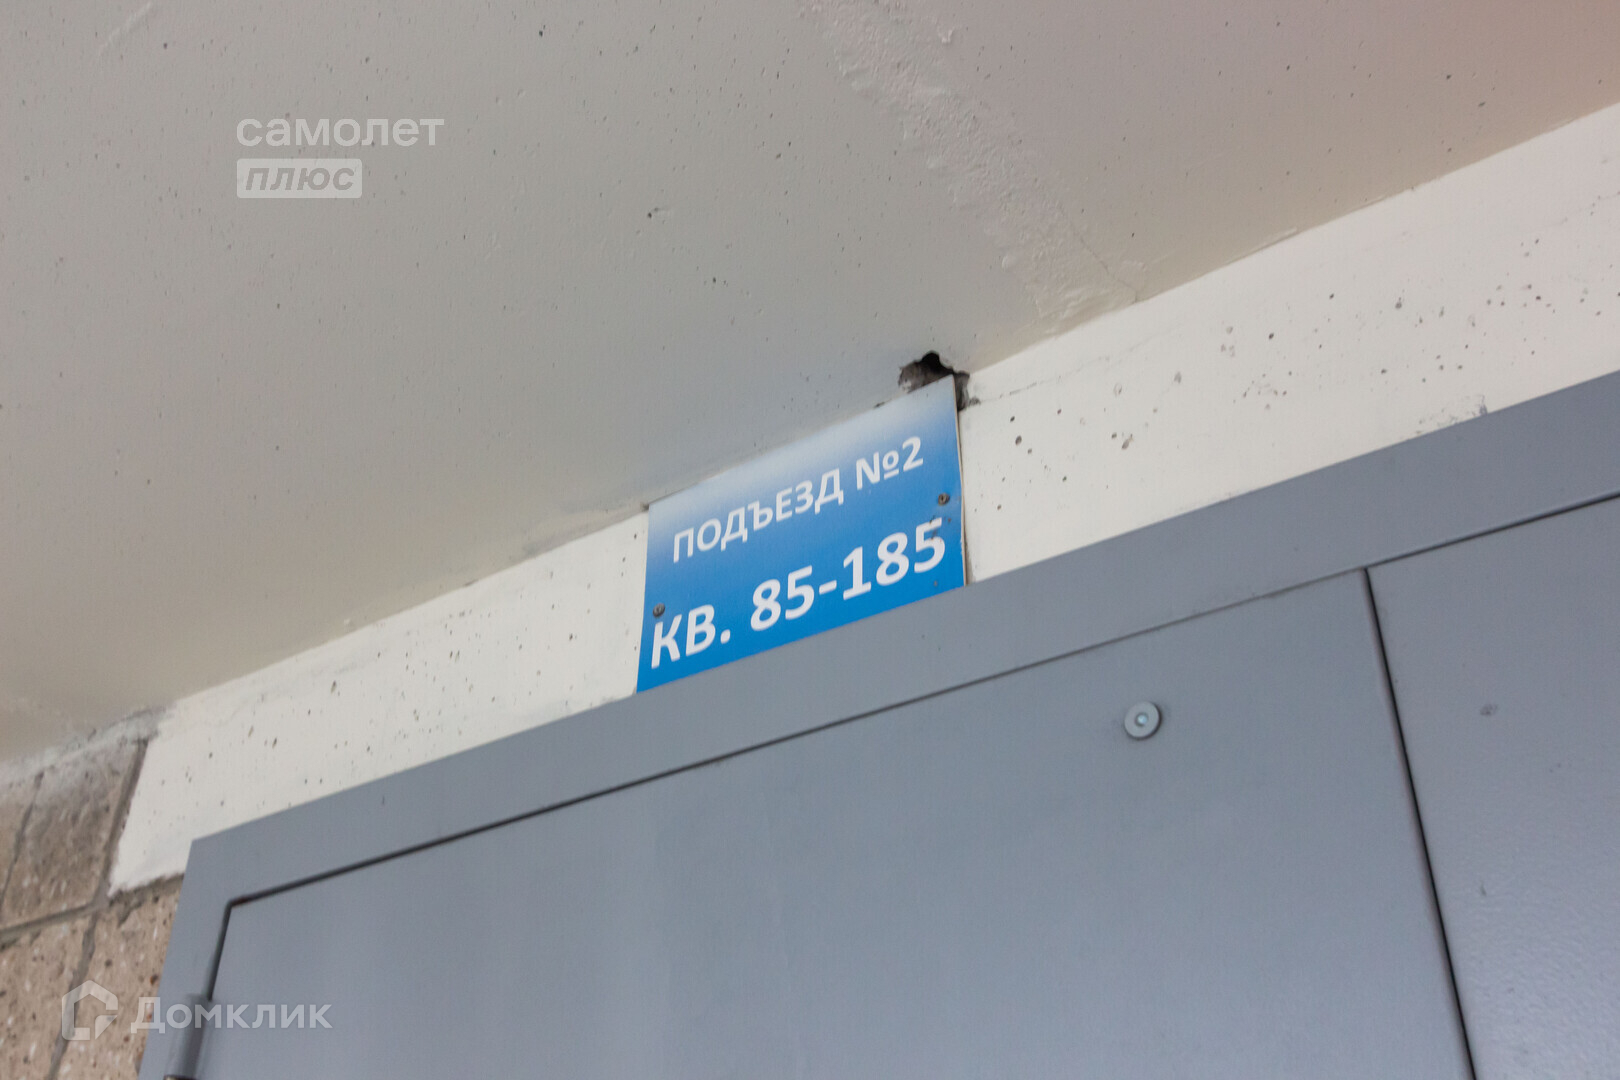 самолет
плюс
ПОДЪЕЗД №2
КВ. 85-185
Домклик